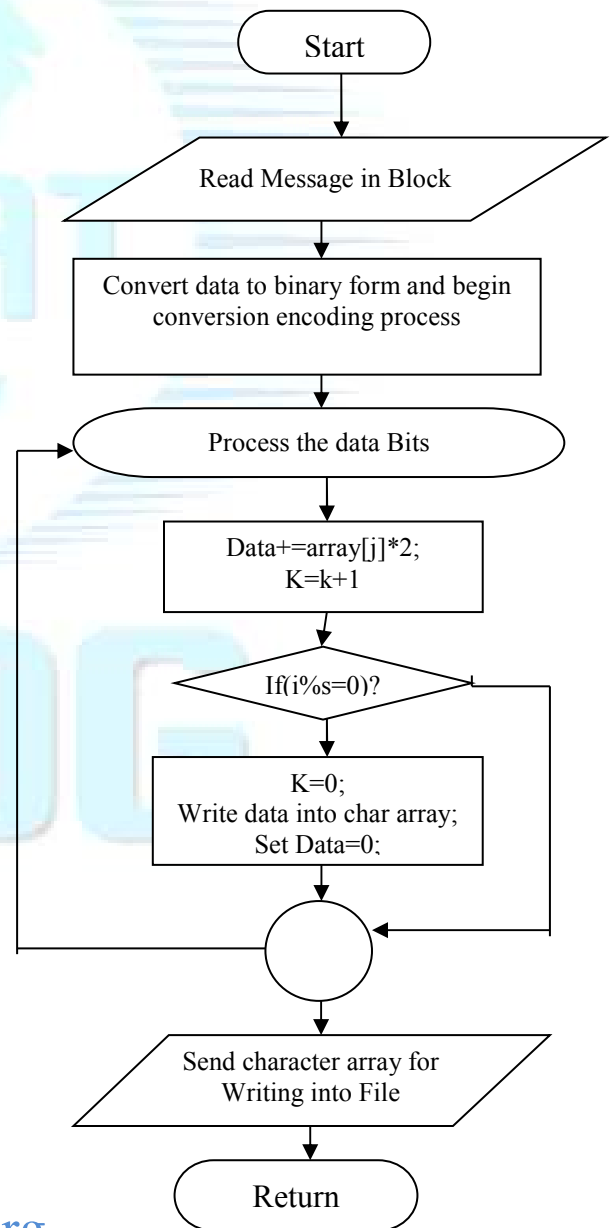 Start
Read Message in Block
Convert data to binary form and begin
conversion encoding process
Process the data Bits
Data+=array[j]*2;
K=k+1
If(i%s=0)?
K=0;
Write data into char array;
Set Data=0;
Send character array for
Writing into File
Return